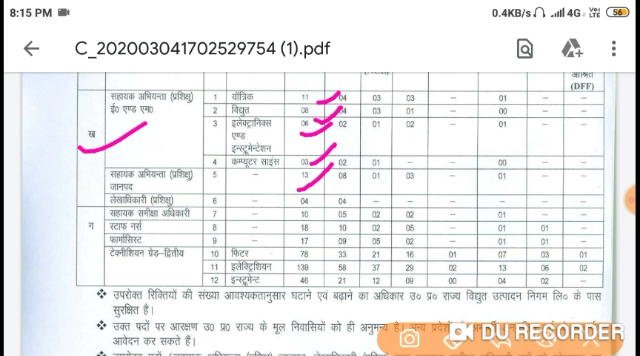 8:15 PM 0.4KB/s 4G VoLTE 56
C_202003041702529754 (1).pdf
आश्रित
(DFF)
ख सहायक अभियन्ता (प्रशिक्षु) 1 यांत्रिक 11 04 03 03 – 01 – –
ई० एण्ड एम० 2 विद्युत 08 04 03 01 – 00 – –
3 इलेक्ट्रानिक्स 06 02 01 02 – 01 – –
एण्ड
इन्स्ट्रूमेन्टेशन
4 कम्प्यूटर साइंस 03 02 01 – – 00 – –
सहायक अभियन्ता (प्रशिक्षु) 5 – 13 08 01 03 – 01 – –
जानपद
लेखाधिकारी (प्रशिक्षु) 6 – 04 04 – – – – – –
ग सहायक समीक्षा अधिकारी 7 – 10 05 02 02 – 01 – –
स्टाफ नर्स 8 – 18 10 02 05 – 01 01 –
फार्मासिस्ट 9 – 17 09 05 02 – 01 01 –
टेक्नीशियन ग्रेड–द्वितीय 10 फिटर 78 33 21 16 01 07 03 01
11 इलेक्ट्रिशियन 139 58 37 29 02 13 06 02
12 इन्स्ट्रूमेन्ट 46 21 12 09 00 04 02 –
❖ उपरोक्त रिक्तियों की संख्या आवश्यकतानुसार घटाने एवं बढ़ाने का अधिकार उ० प्र० राज्य विद्युत उत्पादन निगम लि० के पास
सुरक्षित है।
❖ उक्त पदों पर आरक्षण उ० प्र० राज्य के मूल निवासियों को ही अनुमन्य है। अन्य प्रदेशों
आवेदन कर सकते हैं।
DU RECORDER